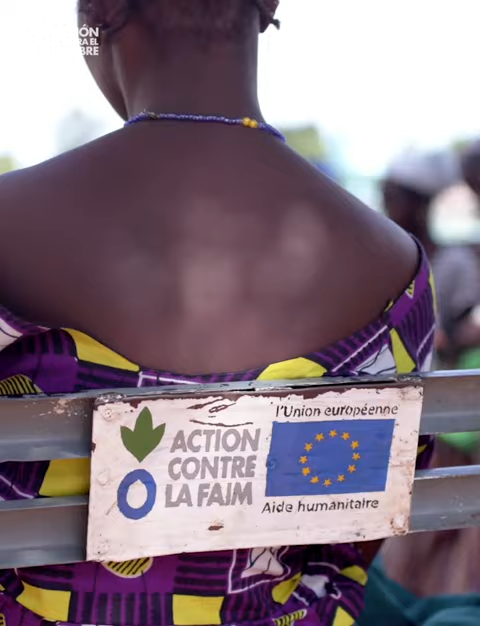 ACTION
CONTRE
LA FAIM
l'Union européenne
Aide humanitaire